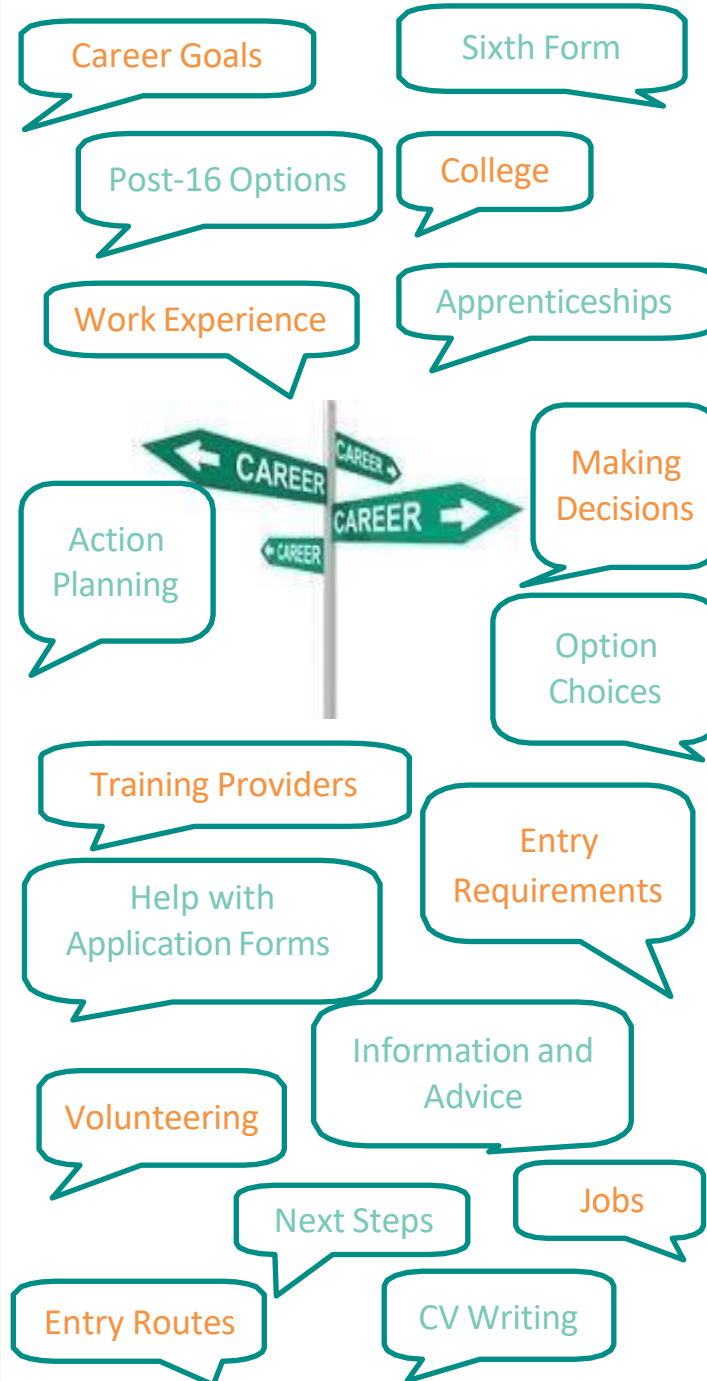 Career Goals
Sixth Form
Post-16 Options
College
Work Experience
Apprenticeships
CAREER
CAREER
CAREER
CAREER
Making
Decisions
Action
Planning
Option
Choices
Training Providers
Entry
Requirements
Help with
Application Forms
Information and
Advice
Volunteering
Jobs
Next Steps
Entry Routes
CV Writing